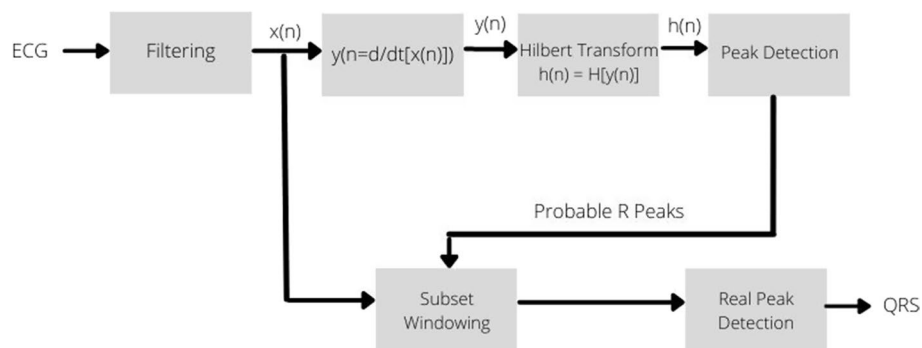 ECG
Filtering
x(n)
y(n=d/dt[x(n)])
y(n)
Hilbert Transform
h(n) = H[y(n)]
h(n)
Peak Detection
Probable R Peaks
Subset
Windowing
Real Peak
Detection
QRS